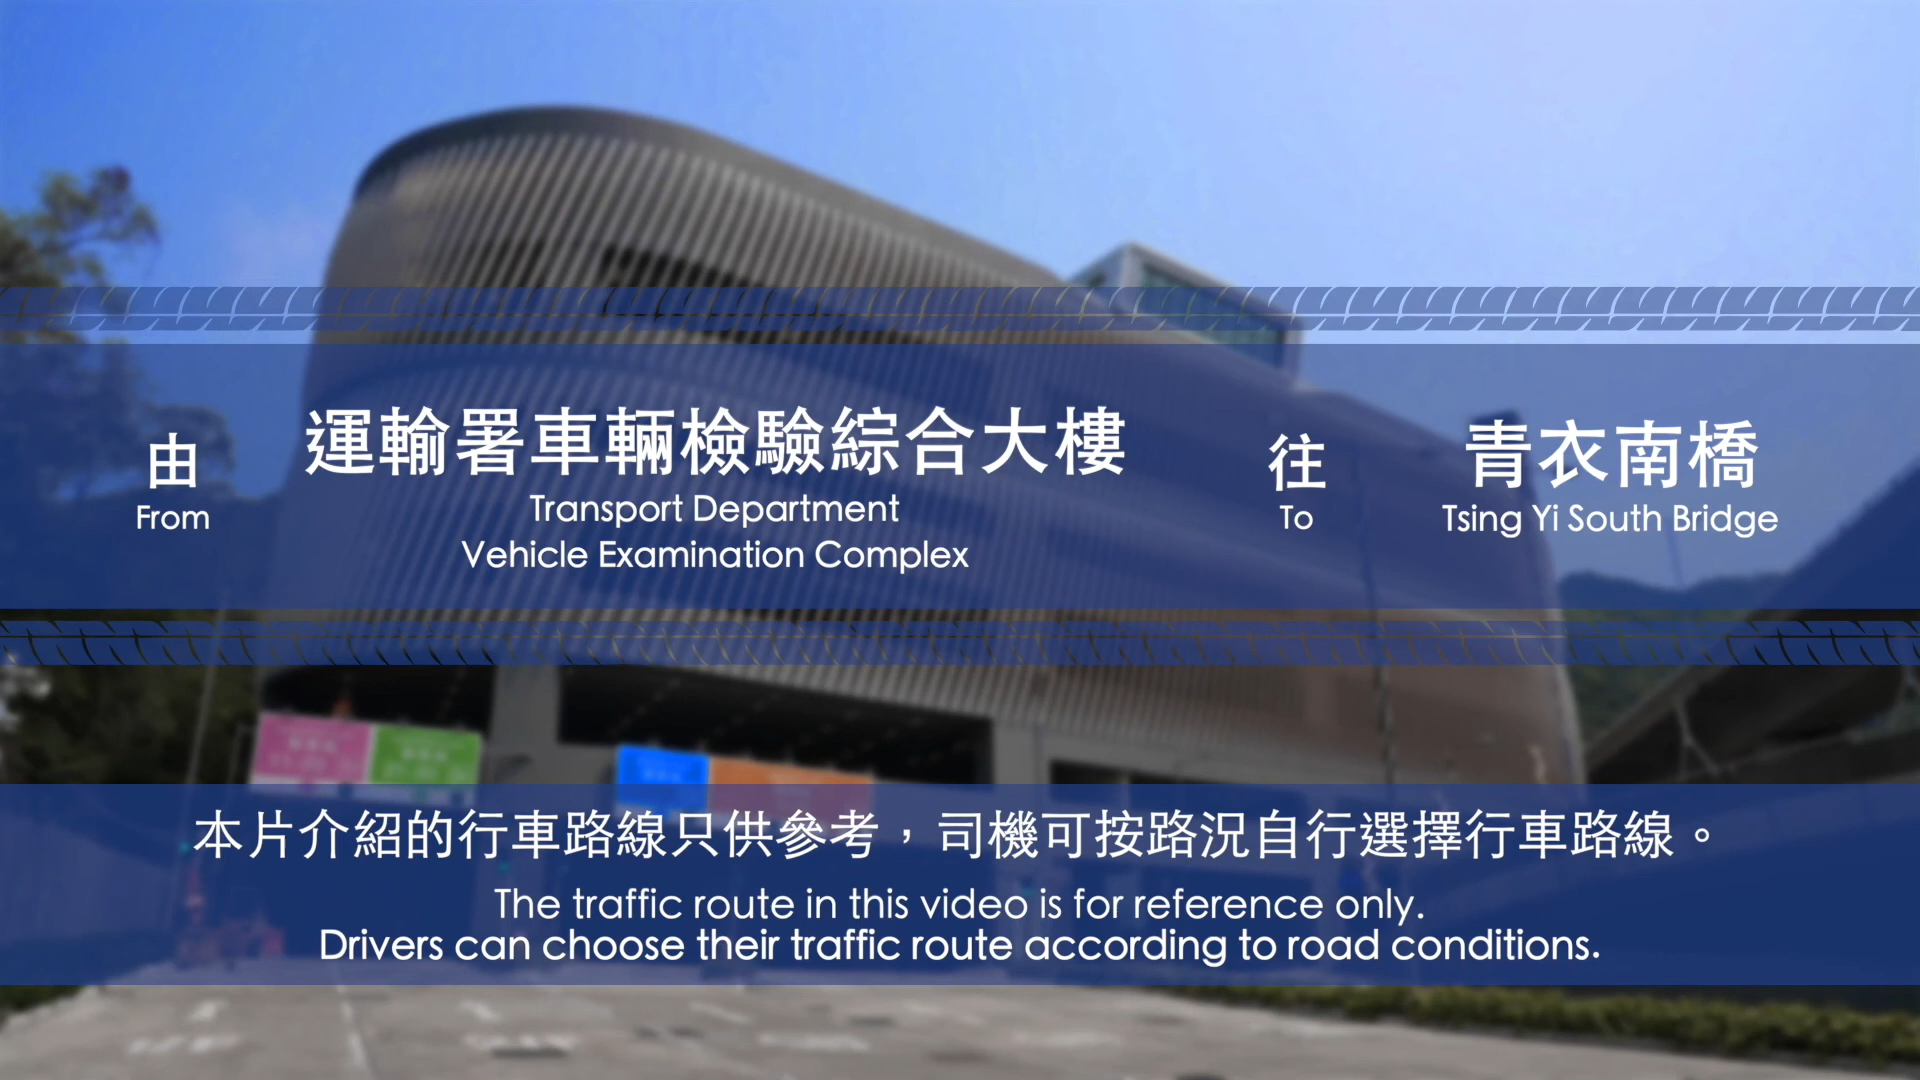 由
From
運輸署車輛檢驗綜合大樓
Transport Department
Vehicle Examination Complex
往
To
青衣南橋
Tsing Yi South Bridge
本片介紹的行車路線只供參考，司機可按路況自行選擇行車路線。
The traffic route in this video is for reference only.
Drivers can choose their traffic route according to road conditions.